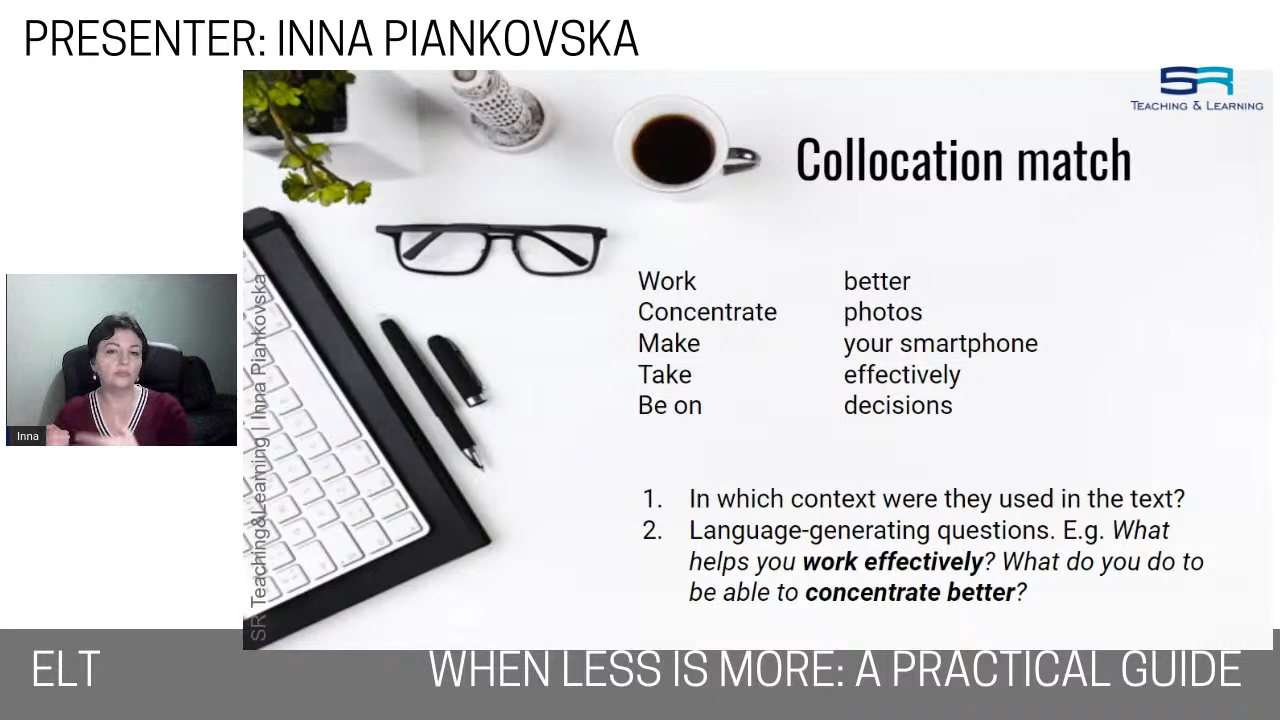 PRESENTER: INNA PIANKOVSKA
SR
TEACHING & LEARNING
Collocation match
Work better
Concentrate photos
Make your smartphone
Take effectively
Be on decisions
1. In which context were they used in the text?
2. Language-generating questions. E.g. What
helps you work effectively? What do you do to
be able to concentrate better?
SR Teaching&Learning | Inna Piankovska
Inna
ELT
WHEN LESS IS MORE: A PRACTICAL GUIDE